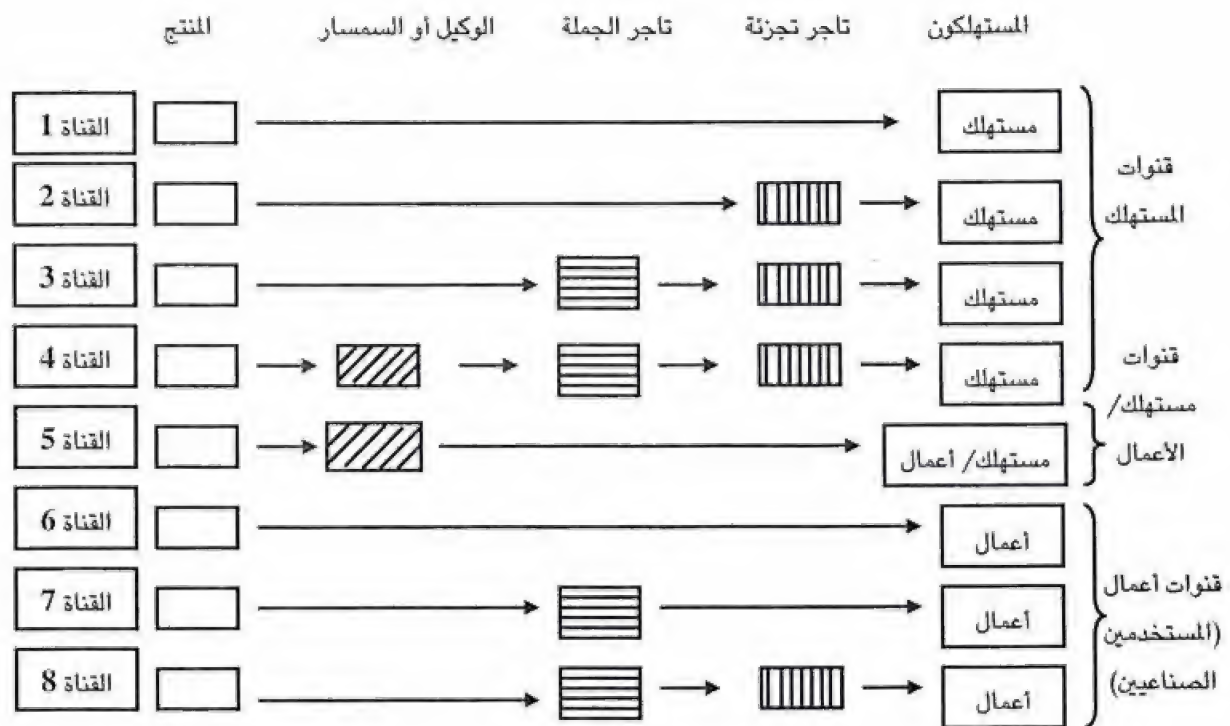 المستهلكون تاجر تجزئة تاجر الجملة الوكيل أو السمسار المنتج
القناة 1 مستهلك
القناة 2 مستهلك
القناة 3 مستهلك
القناة 4 مستهلك
القناة 5 مستهلك/ أعمال
القناة 6 أعمال
القناة 7 أعمال
القناة 8 أعمال
قنوات
المستهلك
قنوات
مستهلك/
الأعمال
قنوات أعمال
(المستخدمين
الصناعيين)